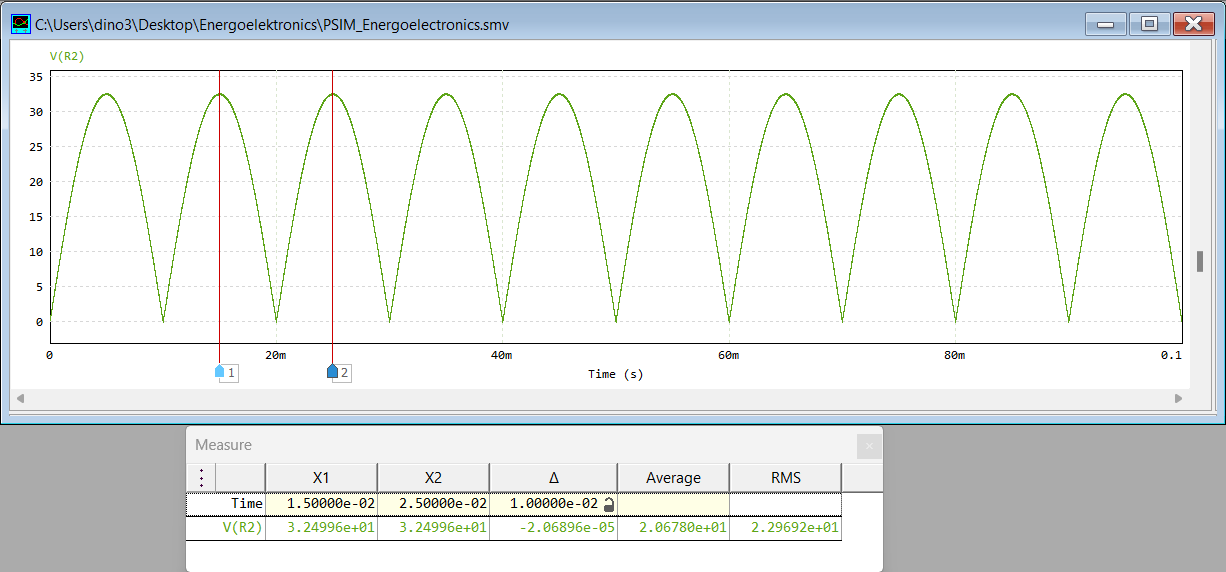 C:\Users\dino3\Desktop\Energoelektronics\PSIM_Energoelectronics.smv
V(R2)
35
30
25
20
15
10
5
0
0 20m 40m 60m 80m 0.1
1 2
Time (s)
Measure
X1 X2 Δ Average RMS
Time 1.50000e-02 2.50000e-02 1.00000e-02
V(R2) 3.24996e+01 3.24996e+01 -2.06896e-05 2.06780e+01 2.29692e+01